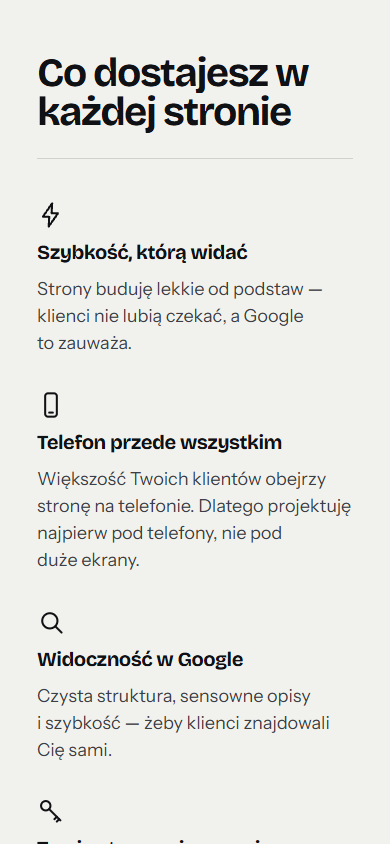 Co dostajesz w
każdej stronie
Szybkość, którą widać
Strony buduję lekkie od podstaw —
klienci nie lubią czekać, a Google
to zauważa.
Telefon przede wszystkim
Większość Twoich klientów obejrzy
stronę na telefonie. Dlatego projektuję
najpierw pod telefony, nie pod
duże ekrany.
Widoczność w Google
Czysta struktura, sensowne opisy
i szybkość — żeby klienci znajdowali
Cię sami.